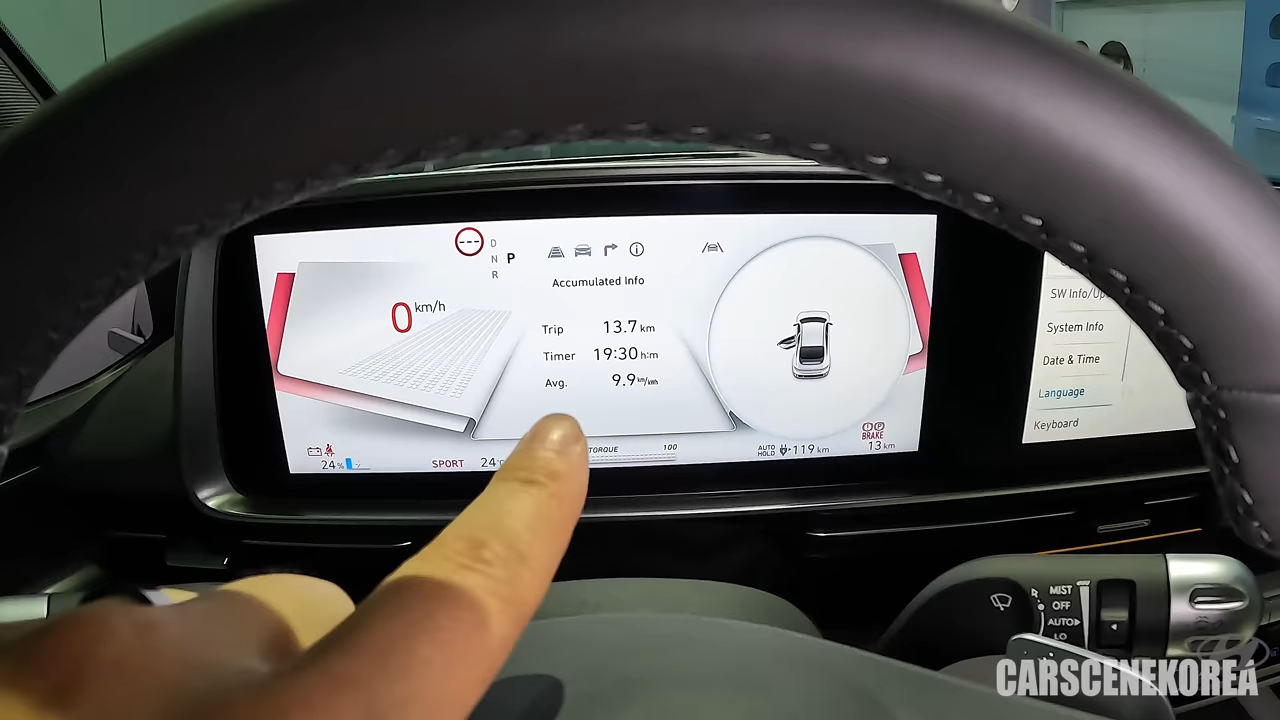 ---
D
N
R
P
Accumulated Info
0 km/h
Trip 13.7 km
Timer 19:30 h:m
Avg. 9.9 km/kWh
24 %
SPORT 24
TORQUE 100
AUTO HOLD
119 km
BRAKE
13 km
SW Info/Up
System Info
Date & Time
Language
Keyboard
MIST
OFF
AUTO
LO
CARSCENEKOREA